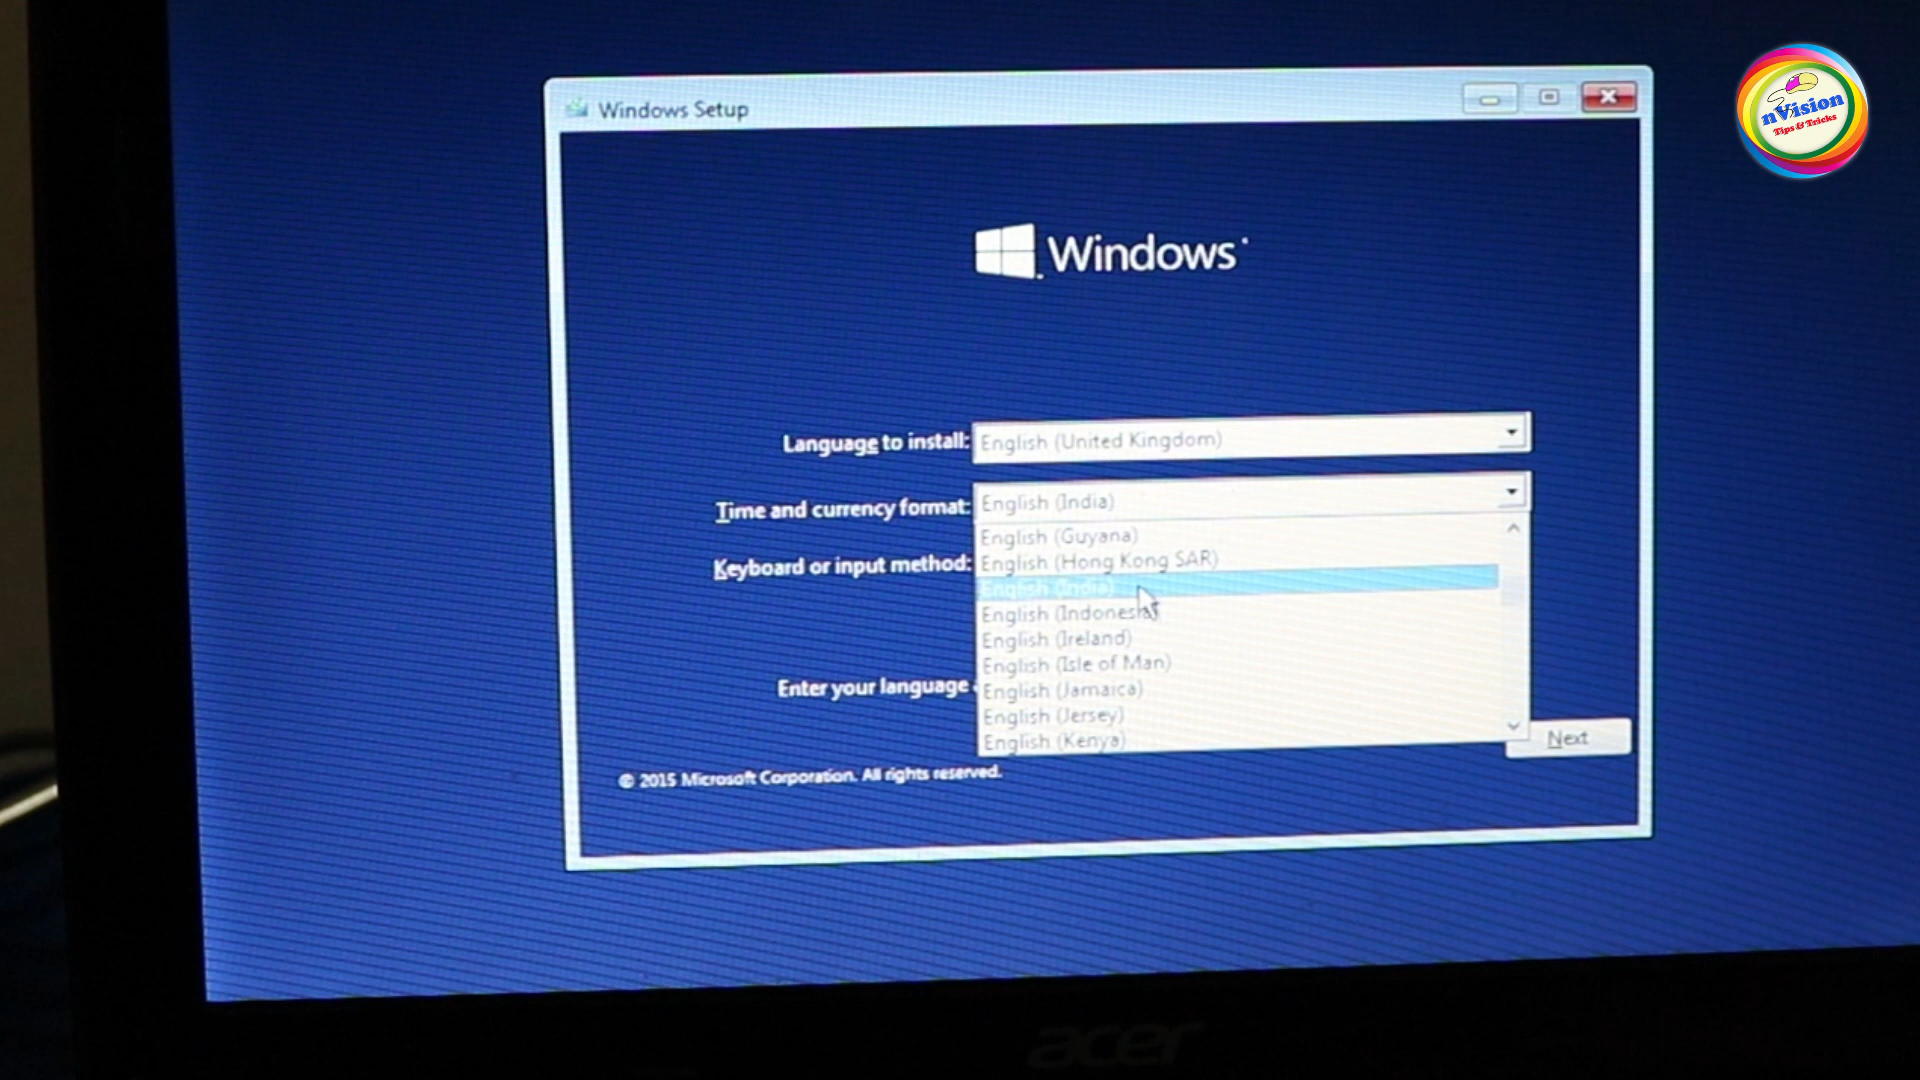 Windows Setup
nVision
Tips & Tricks
Windows
Language to install: English (United Kingdom)
Time and currency format: English (India)
English (Guyana)
Keyboard or input method: English (Hong Kong SAR)
English (India)
English (Indonesia)
English (Ireland)
English (Isle of Man)
Enter your language
English (Jamaica)
English (Jersey)
English (Kenya)
Next
© 2015 Microsoft Corporation. All rights reserved.
acer